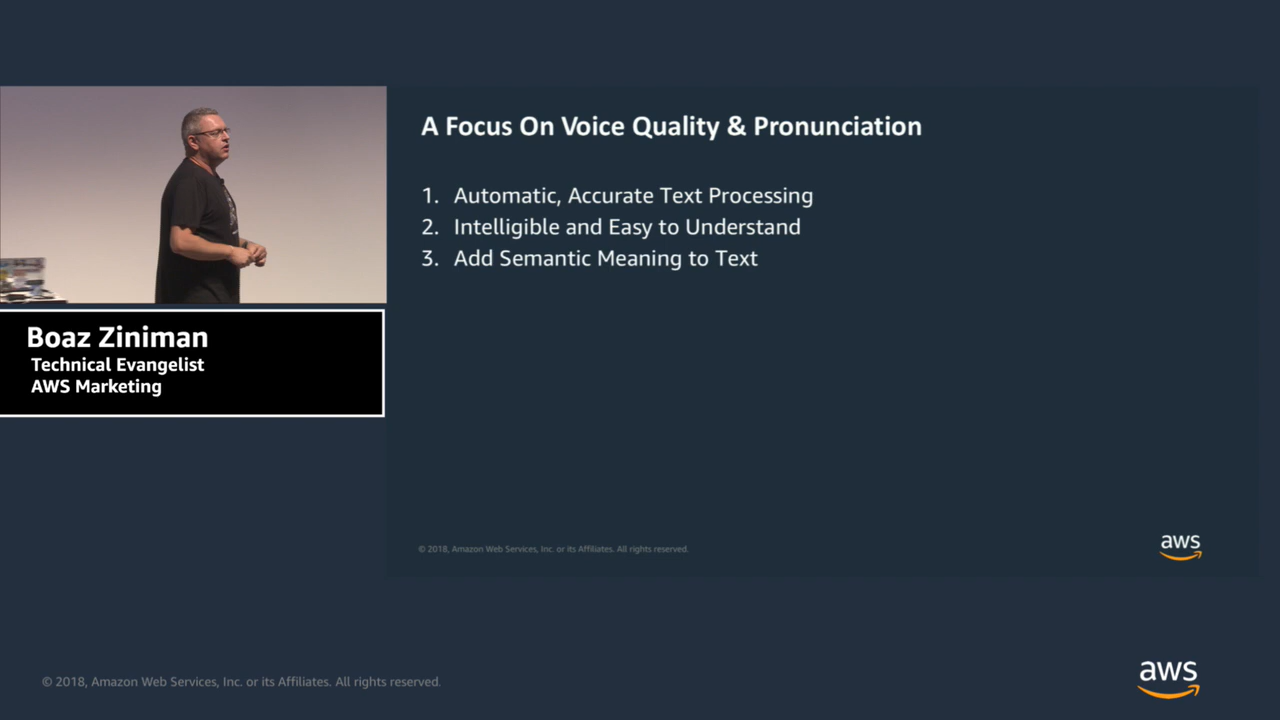 A Focus On Voice Quality & Pronunciation
1. Automatic, Accurate Text Processing
2. Intelligible and Easy to Understand
3. Add Semantic Meaning to Text
Boaz Ziniman
Technical Evangelist
AWS Marketing
© 2018, Amazon Web Services, Inc. or its Affiliates. All rights reserved.
aws
© 2018, Amazon Web Services, Inc. or its Affiliates. All rights reserved.
aws